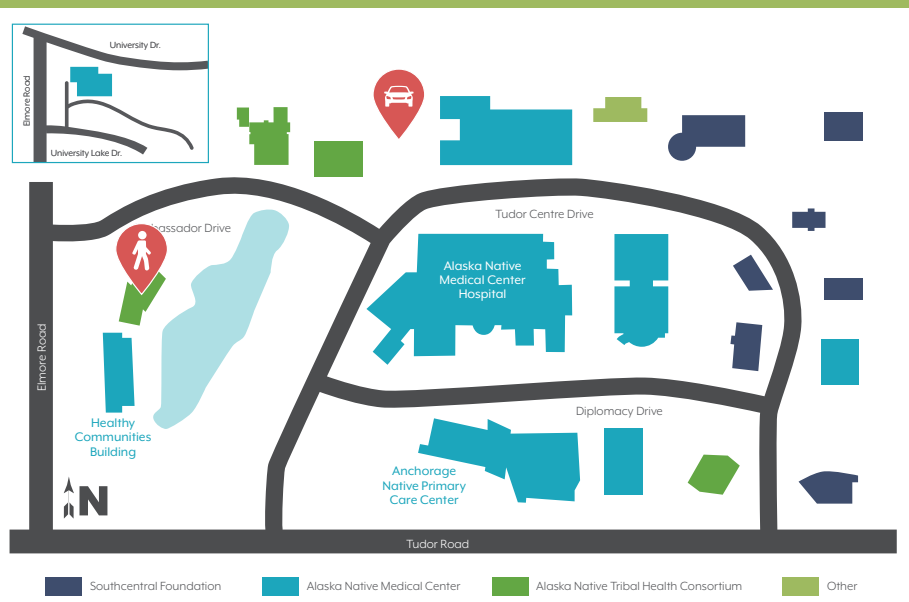 University Dr.
Elmore Road
University Lake Dr.
bassador Drive
Tudor Centre Drive
Alaska Native
Medical Center
Hospital
Elmore Road
Diplomacy Drive
Healthy
Communities
Building
Anchorage
Native Primary
Care Center
N
Tudor Road
Southcentral Foundation
Alaska Native Medical Center
Alaska Native Tribal Health Consortium
Other